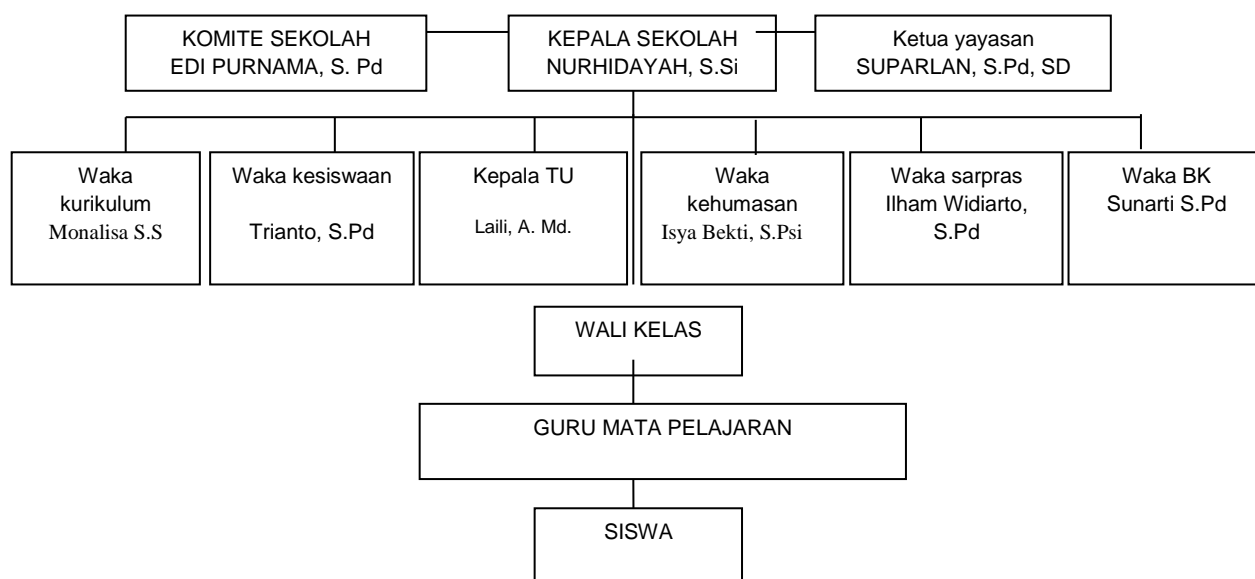 KOMITE SEKOLAH
EDI PURNAMA, S. Pd
KEPALA SEKOLAH
NURHIDAYAH, S.Si
Ketua yayasan
SUPARLAN, S.Pd, SD
Waka
kurikulum
Monalisa S.S
Waka kesiswaan
Trianto, S.Pd
Kepala TU
Laili, A. Md.
Waka
kehumasan
Isya Bekti, S.Psi
Waka sarpras
Ilham Widiarto,
S.Pd
Waka BK
Sunarti S.Pd
WALI KELAS
GURU MATA PELAJARAN
SISWA